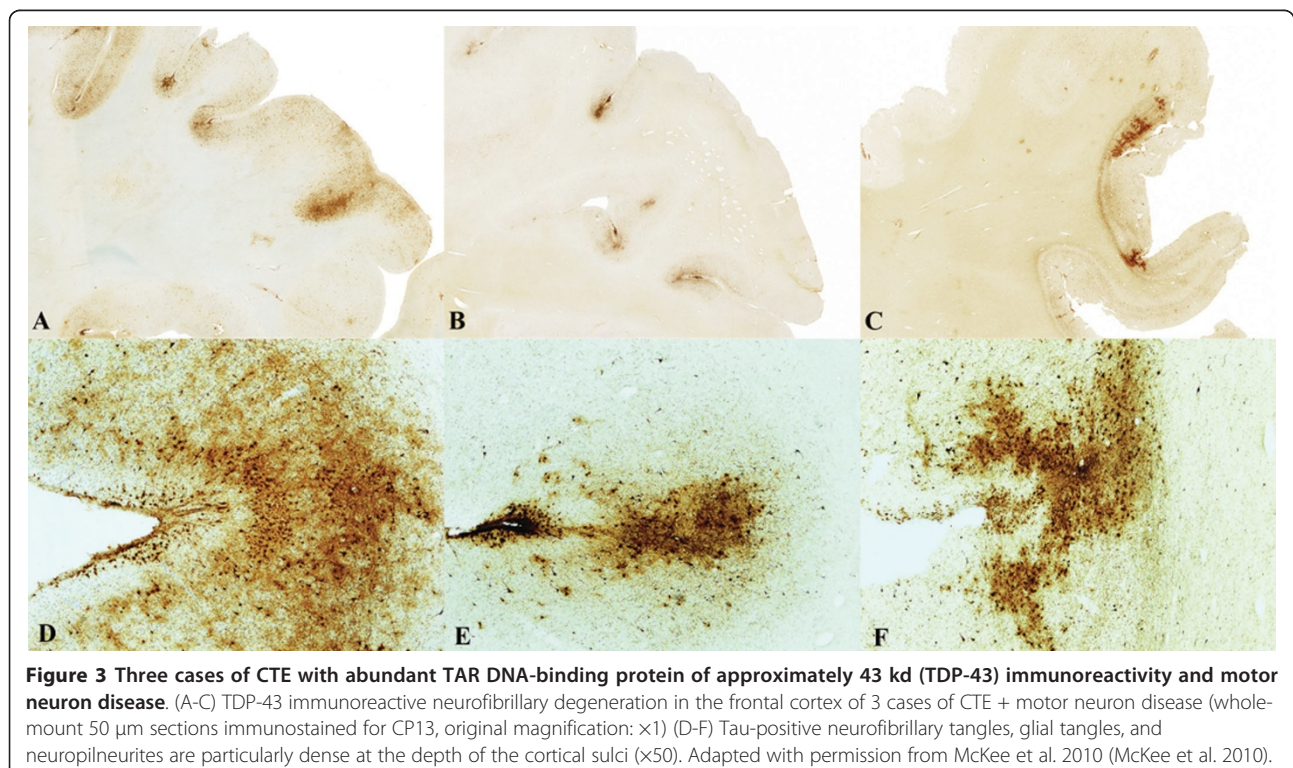 A
B
C
D
E
F
Figure 3 Three cases of CTE with abundant TAR DNA-binding protein of approximately 43 kd (TDP-43) immunoreactivity and motor
neuron disease. (A-C) TDP-43 immunoreactive neurofibrillary degeneration in the frontal cortex of 3 cases of CTE + motor neuron disease (whole-
mount 50 μm sections immunostained for CP13, original magnification: ×1) (D-F) Tau-positive neurofibrillary tangles, glial tangles, and
neuropilneurites are particularly dense at the depth of the cortical sulci (×50). Adapted with permission from McKee et al. 2010 (McKee et al. 2010).